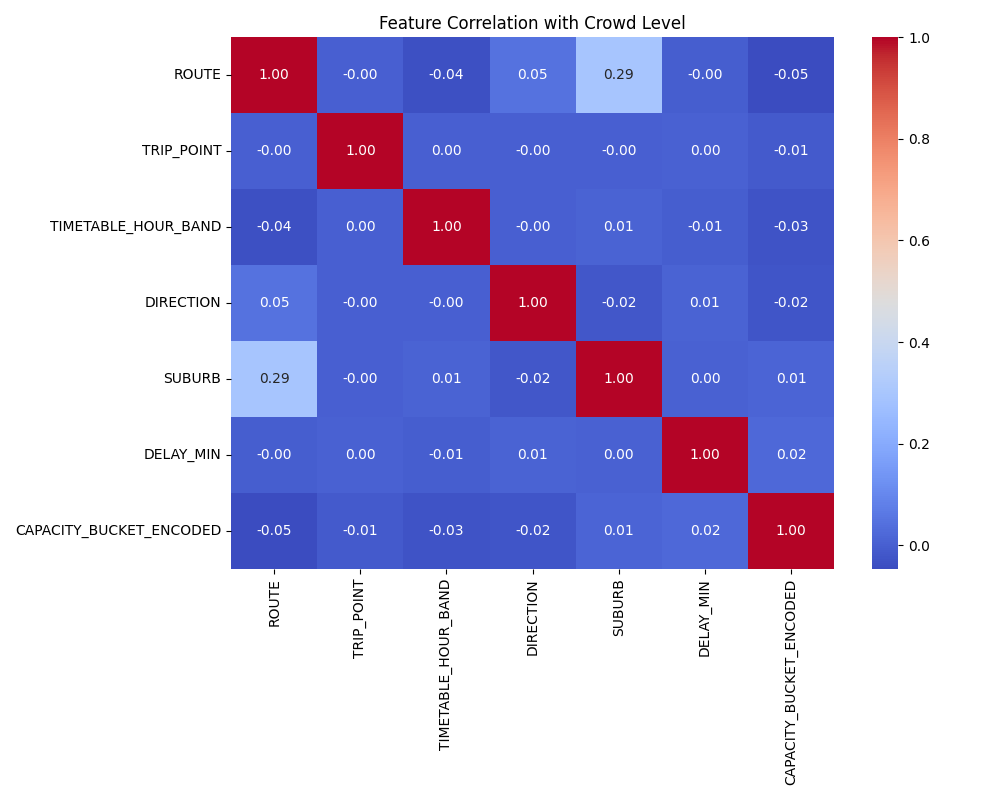 Feature Correlation with Crowd Level
ROUTE 1.00 -0.00 -0.04 0.05 0.29 -0.00 -0.05
TRIP_POINT -0.00 1.00 0.00 -0.00 -0.00 0.00 -0.01
TIMETABLE_HOUR_BAND -0.04 0.00 1.00 -0.00 0.01 -0.01 -0.03
DIRECTION 0.05 -0.00 -0.00 1.00 -0.02 0.01 -0.02
SUBURB 0.29 -0.00 0.01 -0.02 1.00 0.00 0.01
DELAY_MIN -0.00 0.00 -0.01 0.01 0.00 1.00 0.02
CAPACITY_BUCKET_ENCODED -0.05 -0.01 -0.03 -0.02 0.01 0.02 1.00
ROUTE
TRIP_POINT
TIMETABLE_HOUR_BAND
DIRECTION
SUBURB
DELAY_MIN
CAPACITY_BUCKET_ENCODED
1.0
0.8
0.6
0.4
0.2
0.0